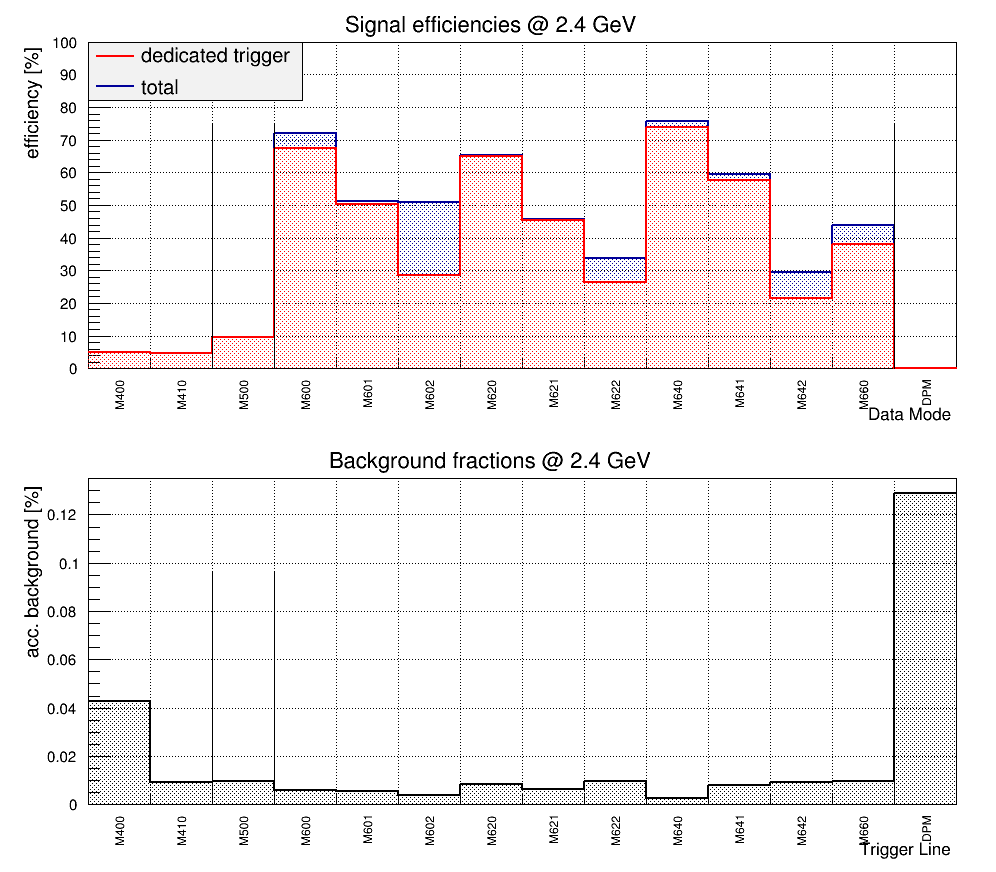 Signal efficiencies @ 2.4 GeV
efficiency [%]
dedicated trigger
total
100
90
80
70
60
50
40
30
20
10
0
M400 M410 M500 M600 M601 M602 M620 M621 M622 M640 M641 M642 M660 DPM
Data Mode
Background fractions @ 2.4 GeV
acc. background [%]
0.12
0.1
0.08
0.06
0.04
0.02
0
M400 M410 M500 M600 M601 M602 M620 M621 M622 M640 M641 M642 M660 DPM
Trigger Line